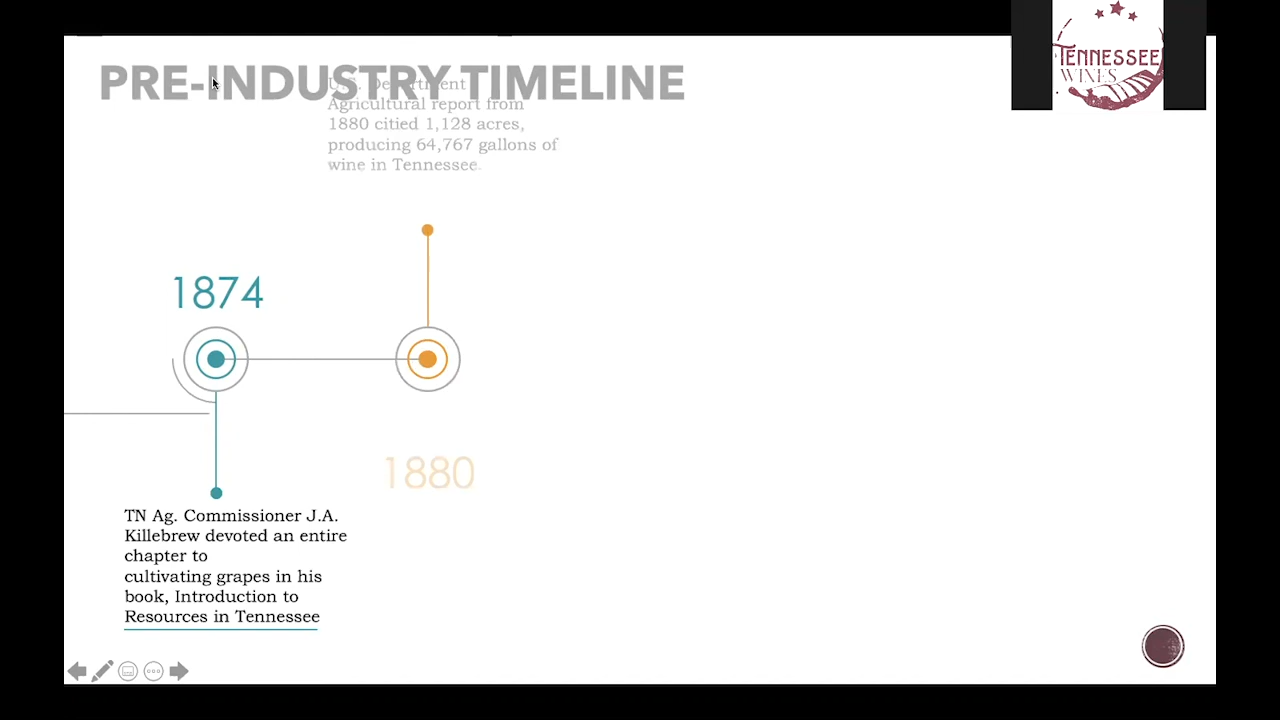 PRE-INDUSTRY TIMELINE
TENNESSEE
WINES
U.S. Department
Agricultural report from
1880 citied 1,128 acres,
producing 64,767 gallons of
wine in Tennessee.
1874
1880
TN Ag. Commissioner J.A.
Killebrew devoted an entire
chapter to
cultivating grapes in his
book, Introduction to
Resources in Tennessee